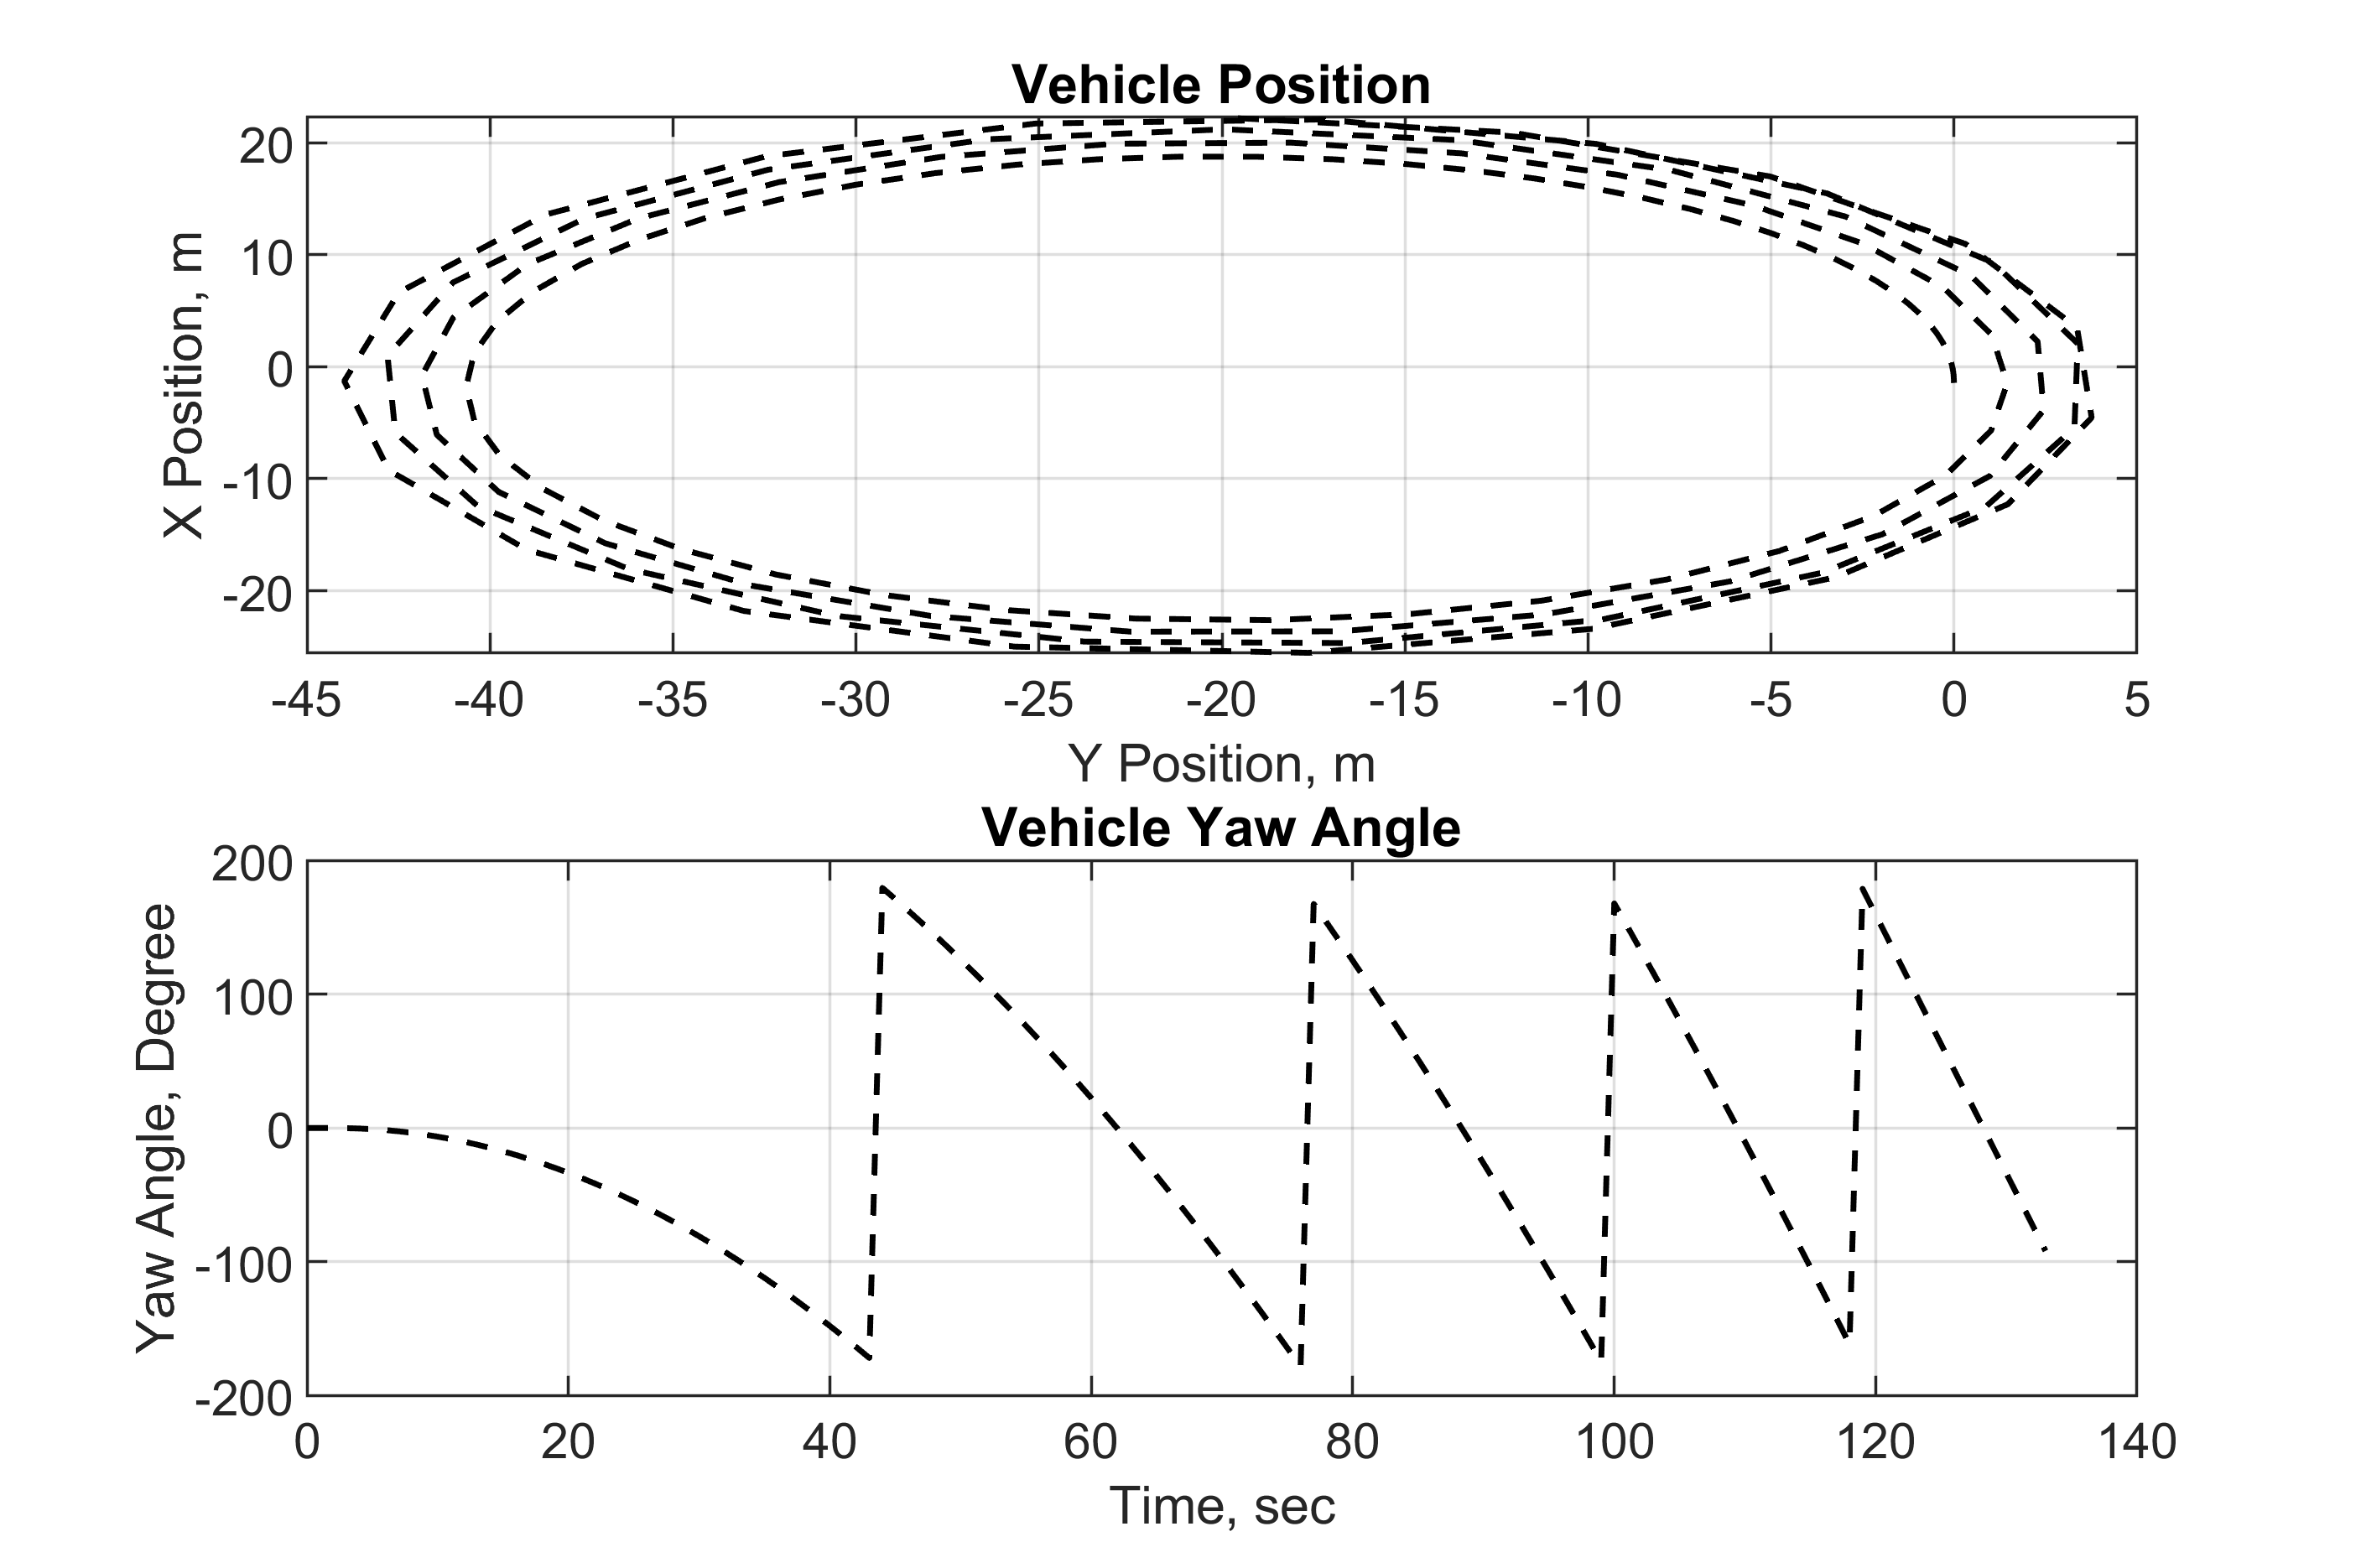 Vehicle Position
20
10
0
-10
-20
X Position, m
-45 -40 -35 -30 -25 -20 -15 -10 -5 0 5
Y Position, m
Vehicle Yaw Angle
200
100
0
-100
-200
Yaw Angle, Degree
0 20 40 60 80 100 120 140
Time, sec